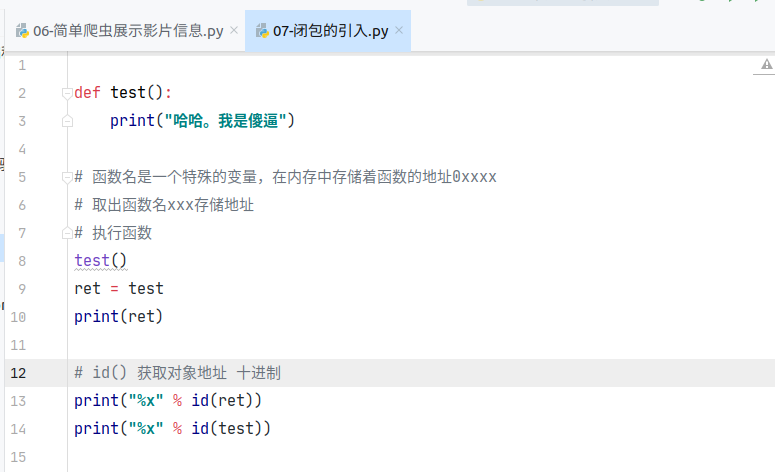 06-简单爬虫展示影片信息.py
07-闭包的引入.py
1
2 def test():
3 print("哈哈。我是傻逼")
4
5 # 函数名是一个特殊的变量，在内存中存储着函数的地址0xxxx
6 # 取出函数名xxx存储地址
7 # 执行函数
8 test()
9 ret = test
10 print(ret)
11
12 # id() 获取对象地址 十进制
13 print("%x" % id(ret))
14 print("%x" % id(test))
15